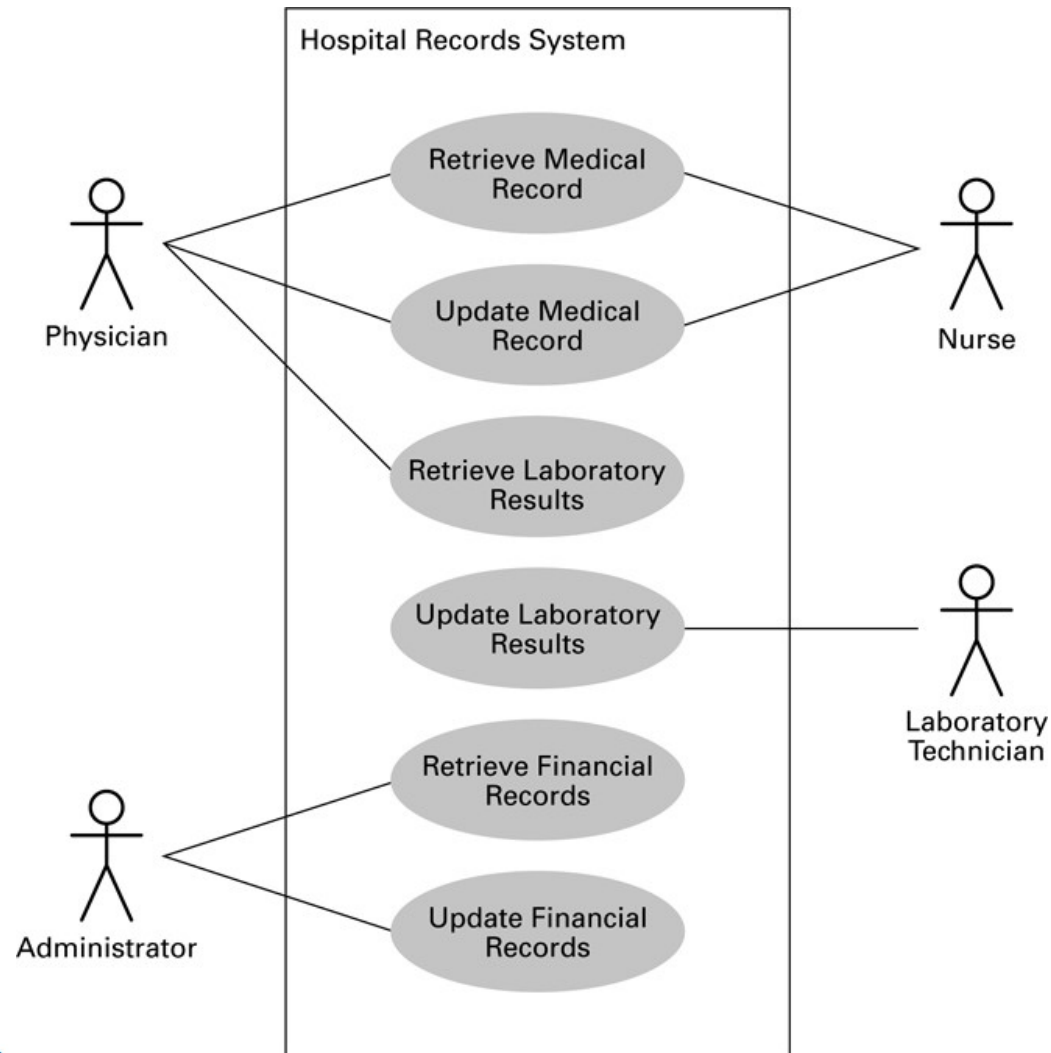 Hospital Records System
Retrieve Medical
Record
Physician
Update Medical
Record
Nurse
Retrieve Laboratory
Results
Update Laboratory
Results
Laboratory
Technician
Retrieve Financial
Records
Administrator
Update Financial
Records